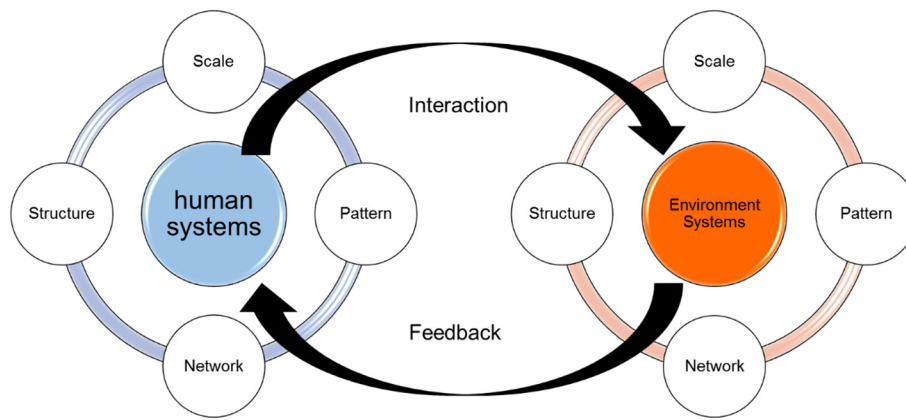 Scale
Structure
human
systems
Pattern
Network
Interaction
Feedback
Scale
Structure
Environment
Systems
Pattern
Network